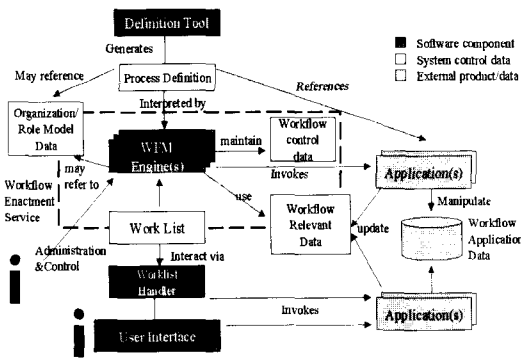 Definition Tool
Software component
System control data
External product/data
Generates
May reference
Process Definition
References
Interpreted by
Organization/
Role Model
Data
WFM
Engine(s)
maintain
Workflow
control
data
Invokes
Application(s)
may
refer to
Workflow
Enactment
Service
use
Manipulate
Work List
Workflow
Relevant
Data
update
Workflow
Application
Data
Administration
&Control
Interact via
Worklist
Handler
Invokes
Application(s)
User Interface